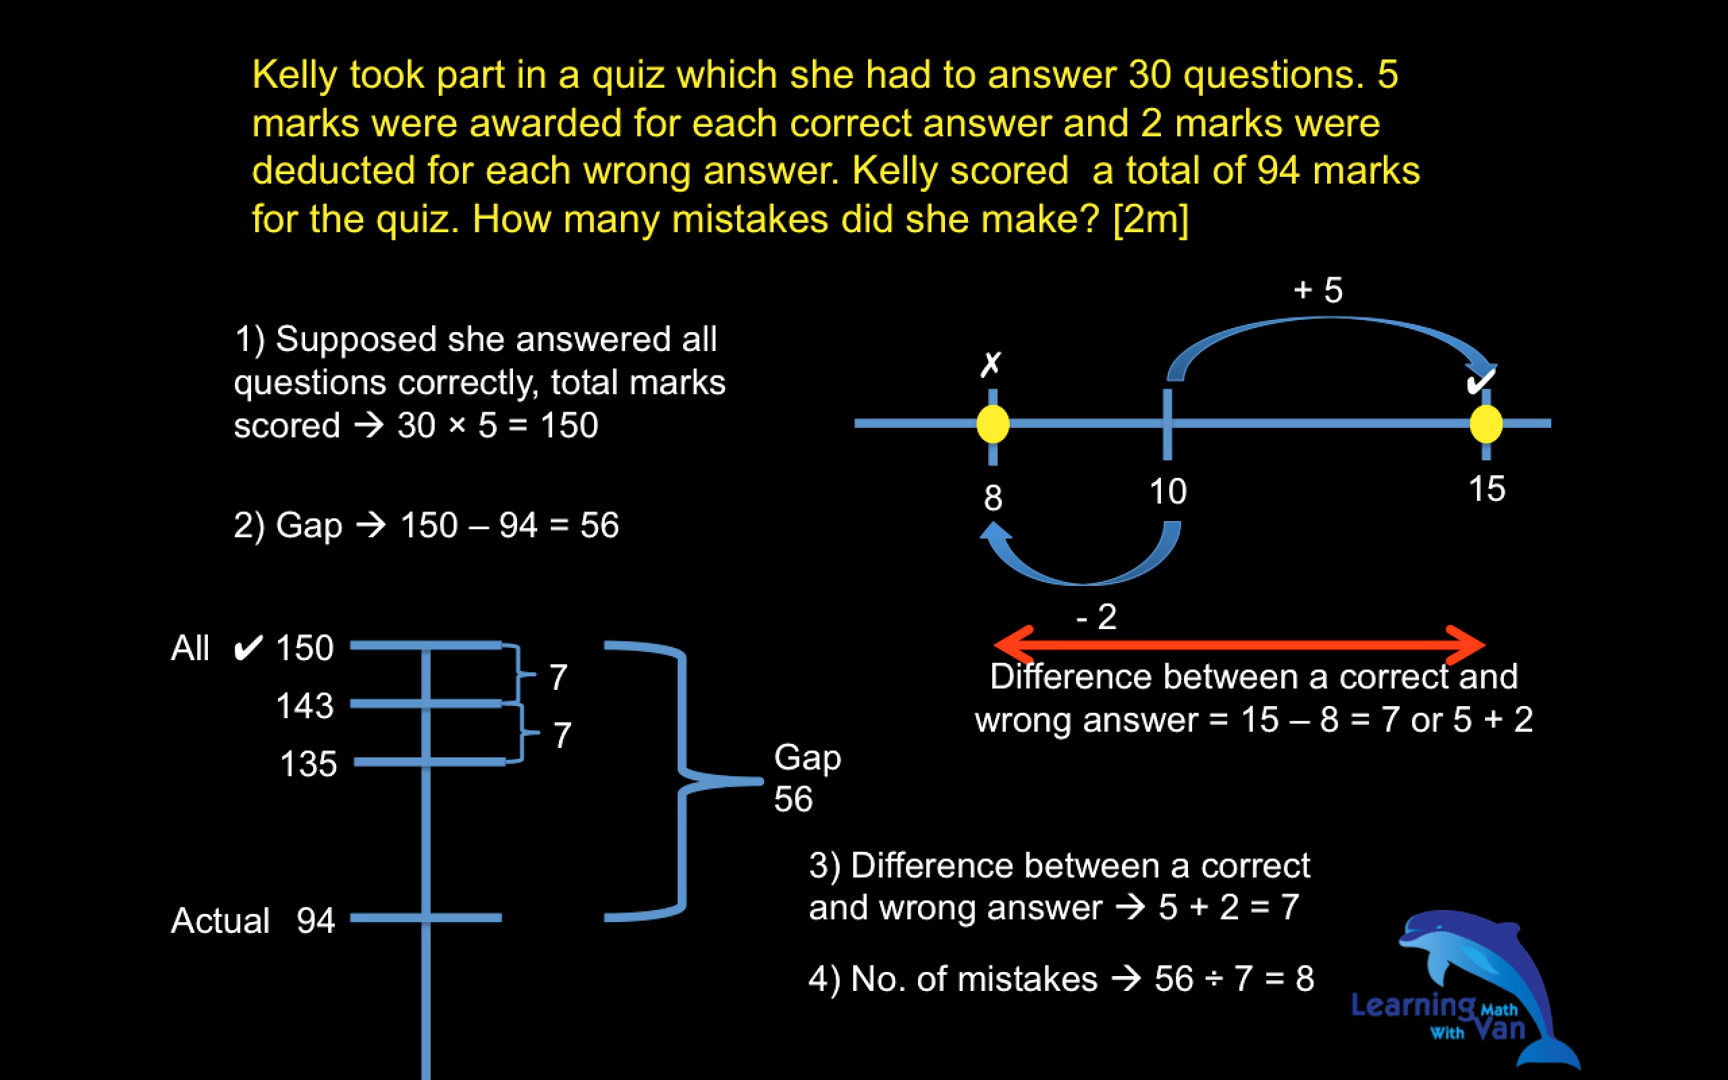 Kelly took part in a quiz which she had to answer 30 questions. 5
marks were awarded for each correct answer and 2 marks were
deducted for each wrong answer. Kelly scored  a total of 94 marks
for the quiz. How many mistakes did she make? [2m]
1) Supposed she answered all
questions correctly, total marks
scored → 30 × 5 = 150
2) Gap → 150 – 94 = 56
+ 5
✗
✔
8
10
15
- 2
Difference between a correct and
wrong answer = 15 – 8 = 7 or 5 + 2
All ✔ 150
7
143
7
135
Gap
56
Actual 94
3) Difference between a correct
and wrong answer → 5 + 2 = 7
4) No. of mistakes → 56 ÷ 7 = 8
Learning Math
With Van